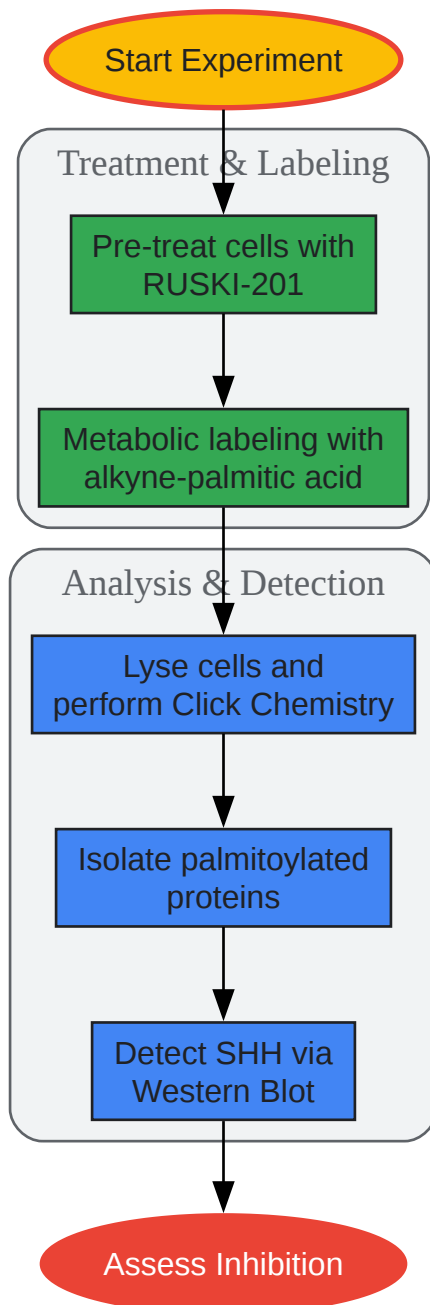 Start Experiment
Treatment & Labeling
Pre-treat cells with
RUSKI-201
Metabolic labeling with
alkyne-palmitic acid
Analysis & Detection
Lyse cells and
perform Click Chemistry
Isolate palmitoylated
proteins
Detect SHH via
Western Blot
Assess Inhibition